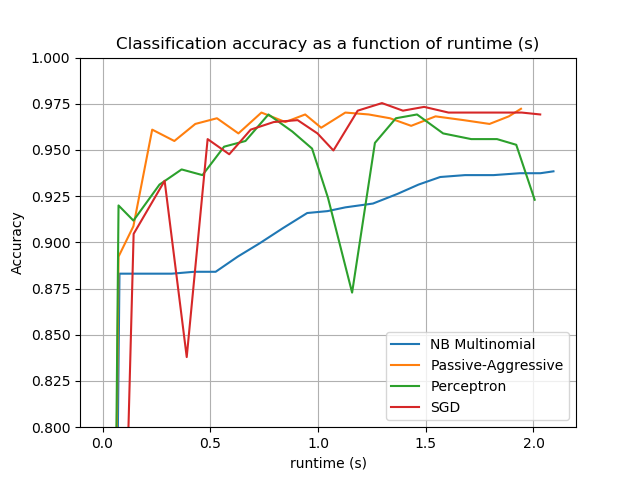 Classification accuracy as a function of runtime (s)
1.000
0.975
0.950
0.925
0.900
0.875
0.850
0.825
0.800
Accuracy
NB Multinomial
Passive-Aggressive
Perceptron
SGD
0.0 0.5 1.0 1.5 2.0
runtime (s)